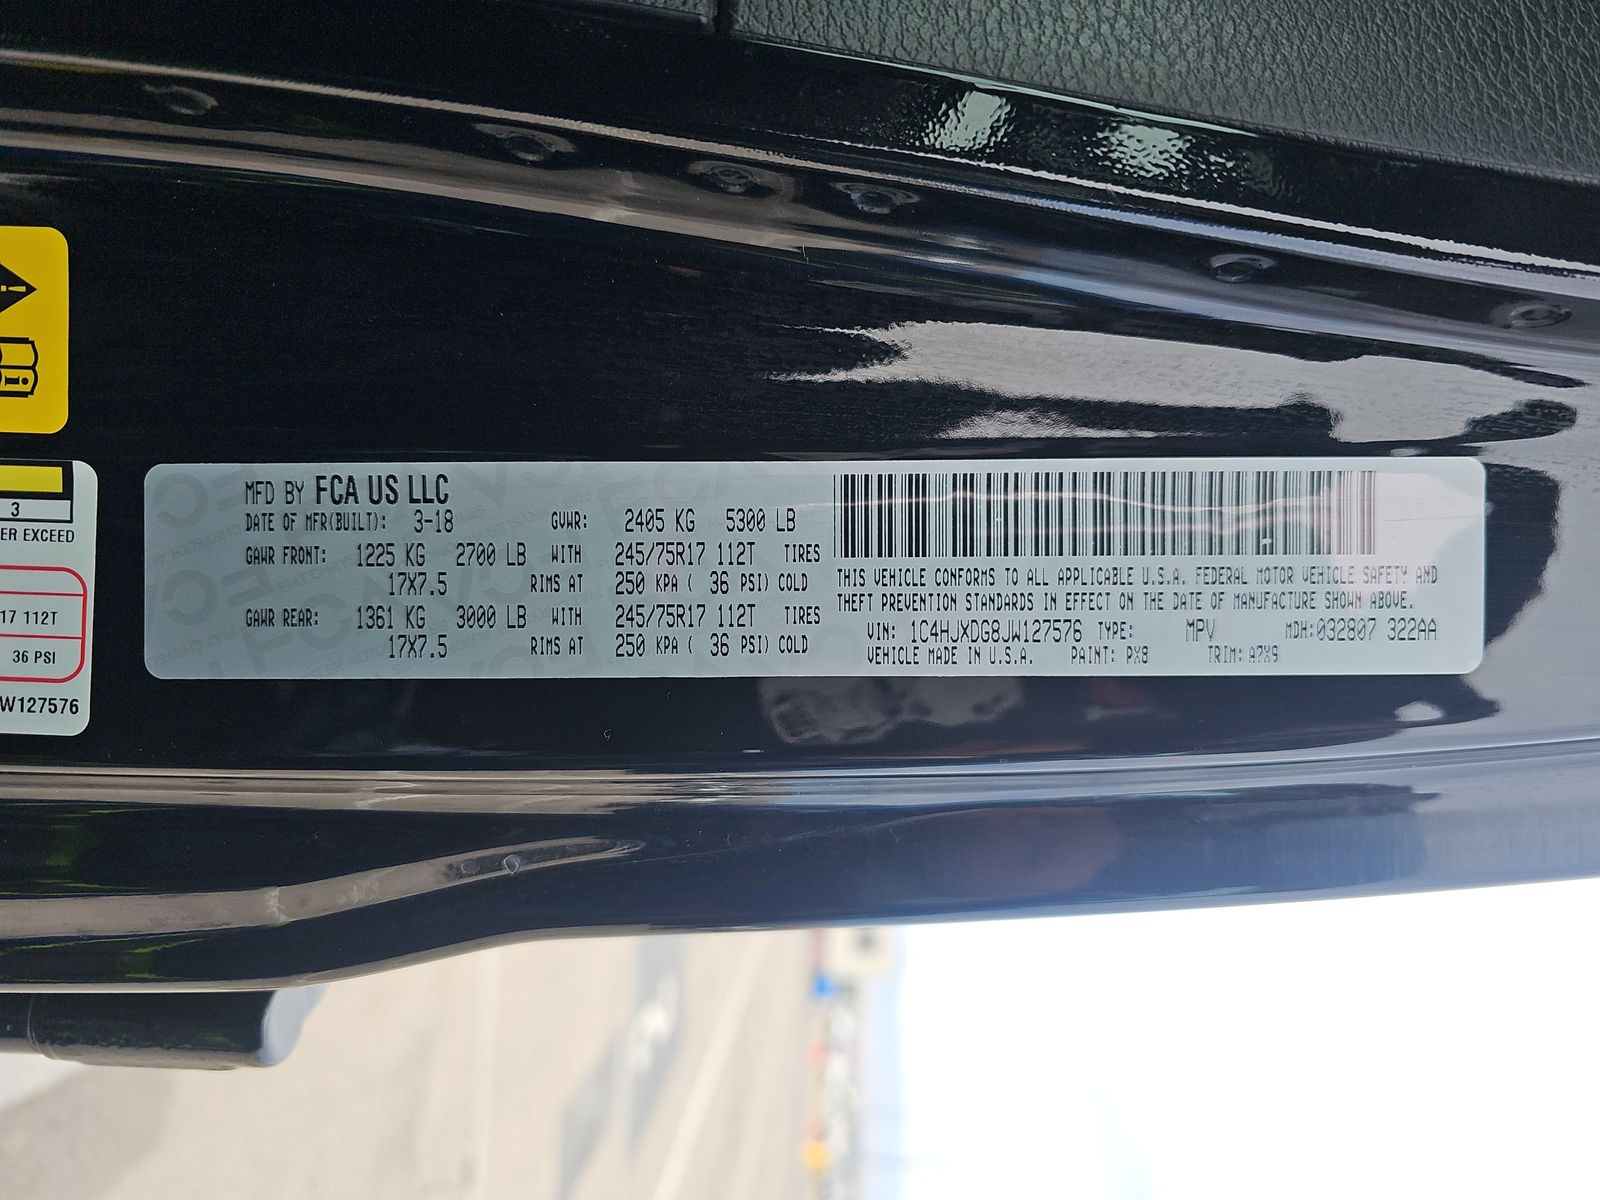 3
ER EXCEED
17 112T
36 PSI
W127576
MFD BY FCA US LLC
DATE OF MFR(BUILT): 3-18 GVWR: 2405 KG 5300 LB
GAWR FRONT: 1225 KG 2700 LB WITH 245/75R17 112T TIRES
17X7.5 RIMS AT 250 KPA ( 36 PSI) COLD
GAWR REAR: 1361 KG 3000 LB WITH 245/75R17 112T TIRES
17X7.5 RIMS AT 250 KPA ( 36 PSI) COLD
THIS VEHICLE CONFORMS TO ALL APPLICABLE U.S.A. FEDERAL MOTOR VEHICLE SAFETY AND
THEFT PREVENTION STANDARDS IN EFFECT ON THE DATE OF MANUFACTURE SHOWN ABOVE.
VIN: 1C4HJXDG8JW127576 TYPE: MPV MDH:032807 322AA
VEHICLE MADE IN U.S.A. PAINT: PX8 TRIM: A7X9